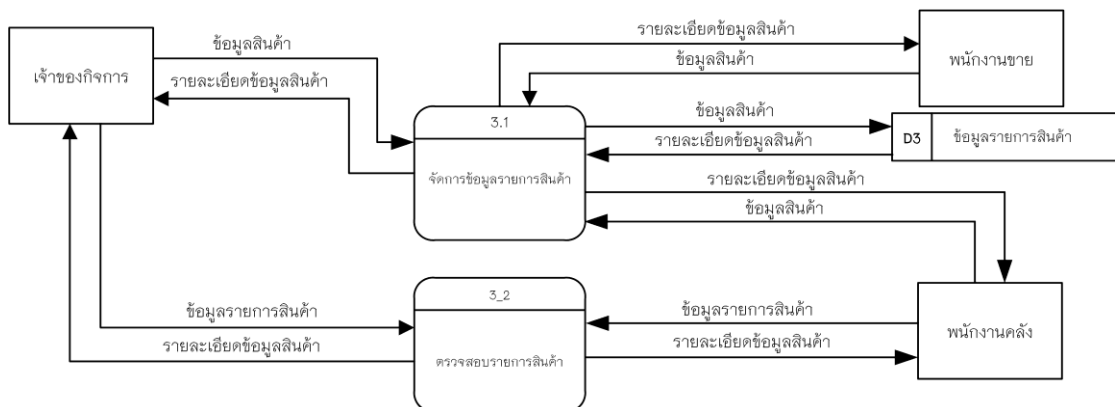 รายละเอียดข้อมูลสินค้า
ข้อมูลสินค้า
ข้อมูลสินค้า
เจ้าของกิจการ
พนักงานขาย
รายละเอียดข้อมูลสินค้า
3.1
ข้อมูลสินค้า
D3
ข้อมูลรายการสินค้า
รายละเอียดข้อมูลสินค้า
จัดการข้อมูลรายการสินค้า
รายละเอียดข้อมูลสินค้า
ข้อมูลสินค้า
3_2
ข้อมูลรายการสินค้า
ข้อมูลรายการสินค้า
พนักงานคลัง
รายละเอียดข้อมูลสินค้า
ตรวจสอบรายการสินค้า
รายละเอียดข้อมูลสินค้า